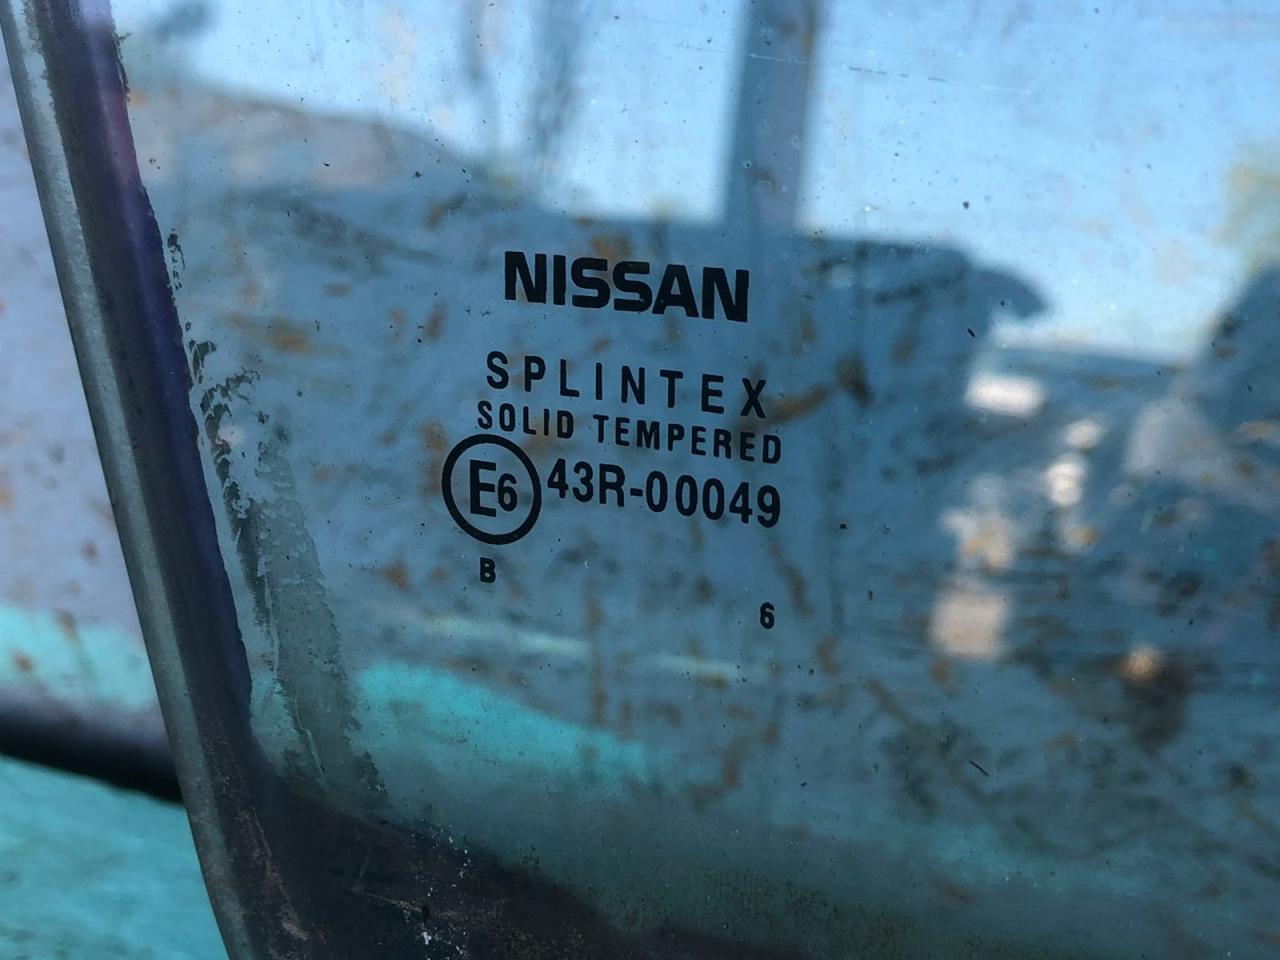 NISSAN
SPLINTEX
SOLID TEMPERED
E6 43R-00049
B
6